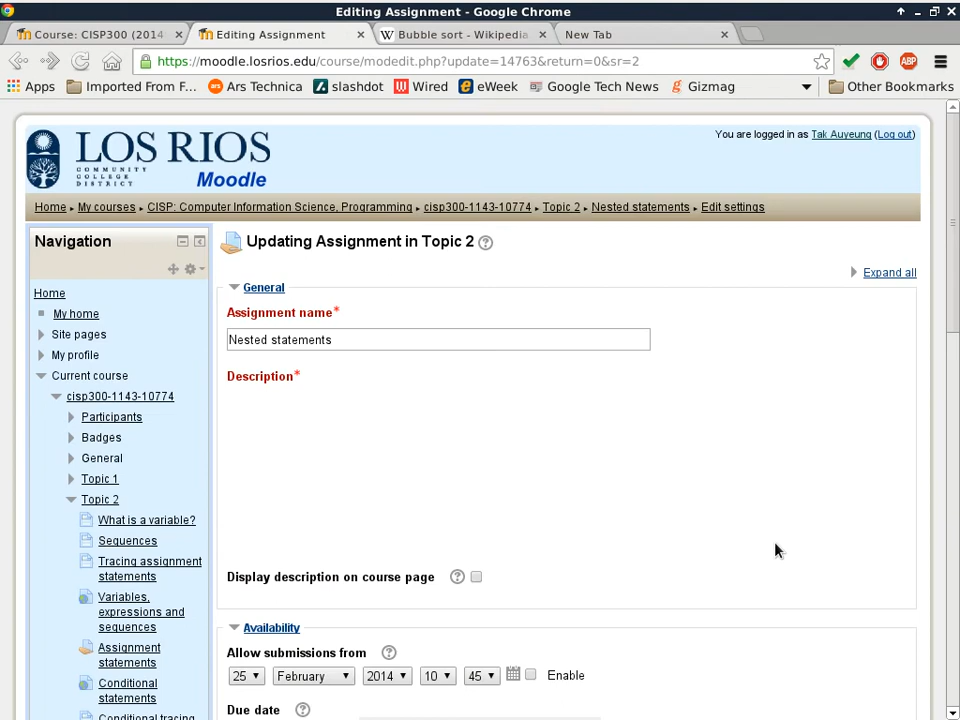 Editing Assignment - Google Chrome
Course: CISP300 (2014
Editing Assignment
Bubble sort - Wikipedia
New Tab
https://moodle.losrios.edu/course/modedit.php?update=14763&return=0&sr=2
ABP
Apps
Imported From F...
ars
Ars Technica
slashdot
Wired
eWeek
Google Tech News
Gizmag
Other Bookmarks
LOS RIOS
COMMUNITY
COLLEGE
DISTRICT
Moodle
You are logged in as Tak Auyeung (Log out)
Home ▸ My courses ▸ CISP: Computer Information Science, Programming ▸ cisp300-1143-10774 ▸ Topic 2 ▸ Nested statements ▸ Edit settings
Navigation
Home
My home
Site pages
My profile
Current course
cisp300-1143-10774
Participants
Badges
General
Topic 1
Topic 2
What is a variable?
Sequences
Tracing assignment
statements
Variables,
expressions and
sequences
Assignment
statements
Conditional
statements
Conditional tracing
Updating Assignment in Topic 2
Expand all
General
Assignment name*
Nested statements
Description*
Display description on course page
Availability
Allow submissions from
25 February 2014 10 45 Enable
Due date